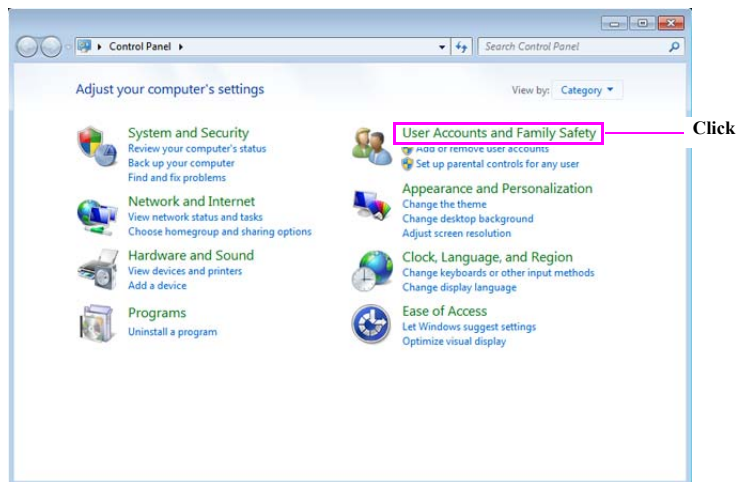 Control Panel
Search Control Panel
Adjust your computer's settings
View by: Category
System and Security
Review your computer's status
Back up your computer
Find and fix problems
Network and Internet
View network status and tasks
Choose homegroup and sharing options
Hardware and Sound
View devices and printers
Add a device
Programs
Uninstall a program
User Accounts and Family Safety
Click
Add or remove user accounts
Set up parental controls for any user
Appearance and Personalization
Change the theme
Change desktop background
Adjust screen resolution
Clock, Language, and Region
Change keyboards or other input methods
Change display language
Ease of Access
Let Windows suggest settings
Optimize visual display